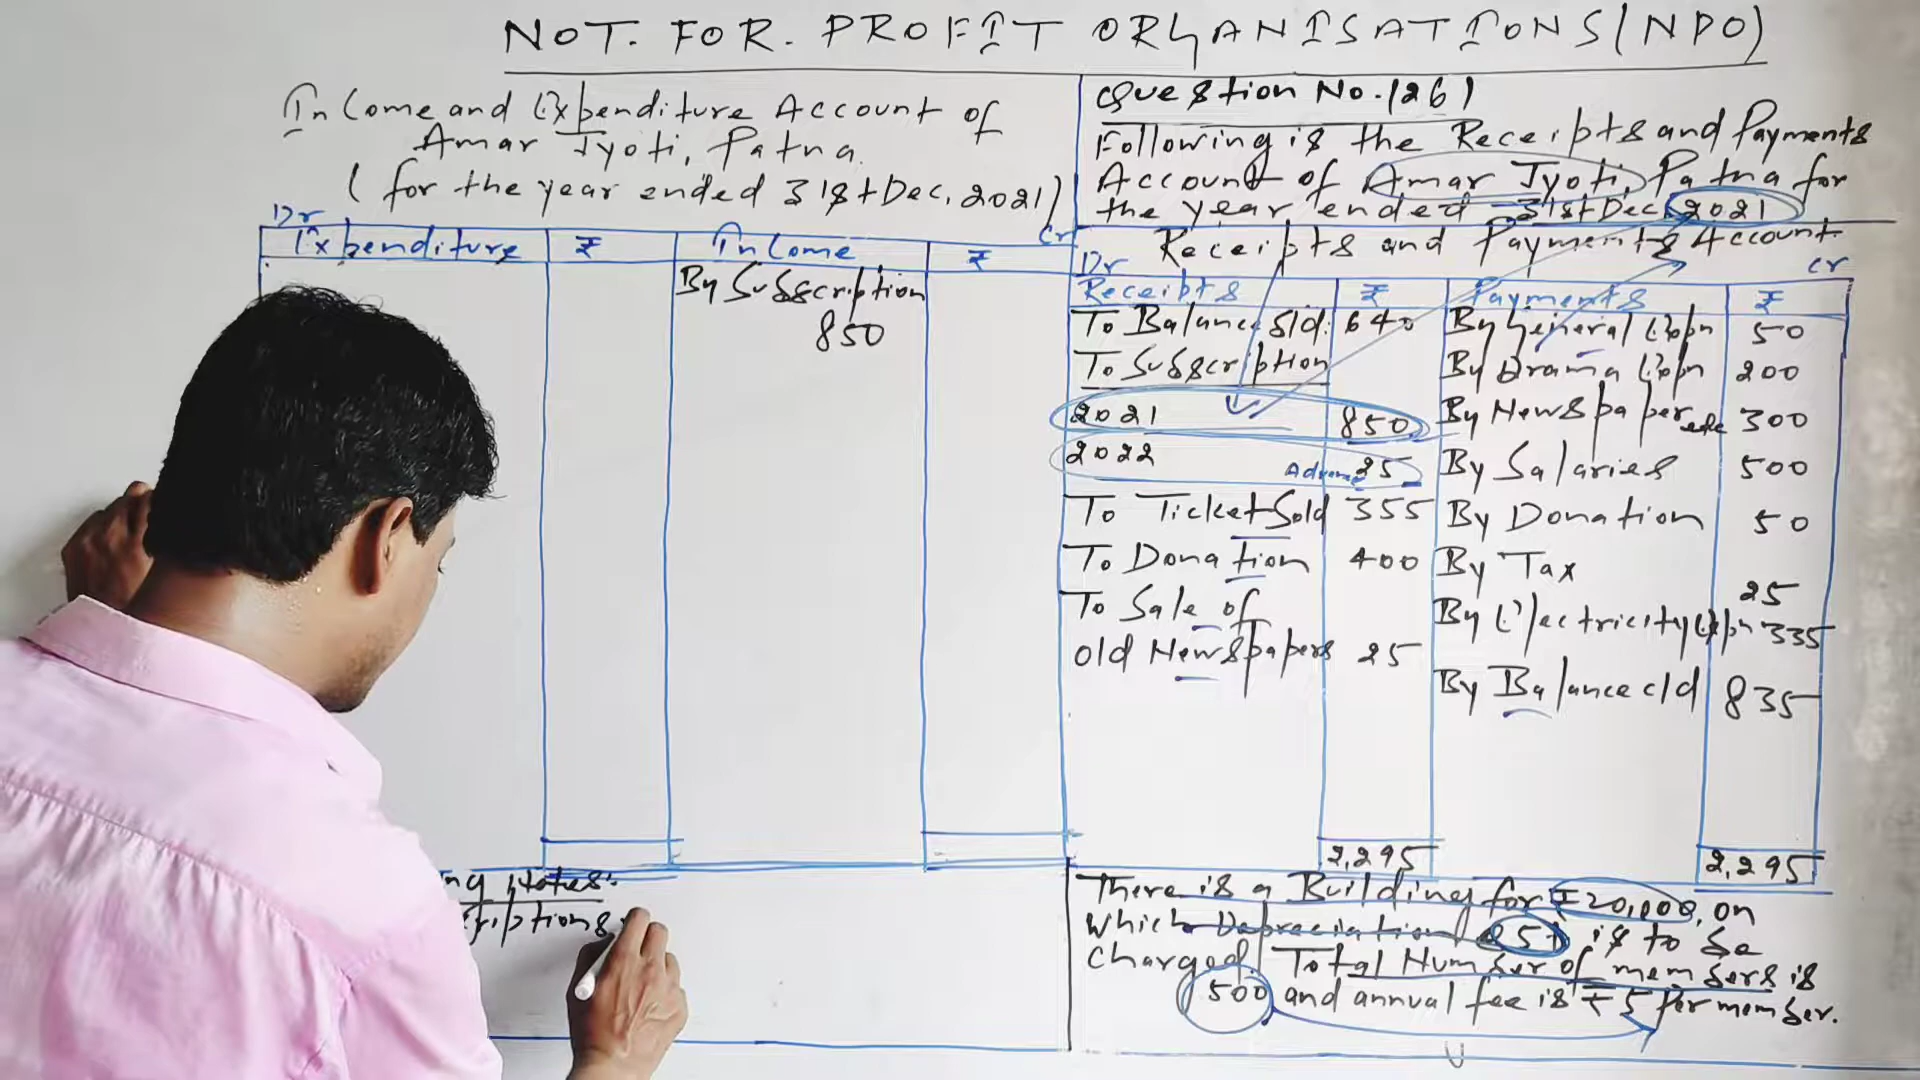 NOT. FOR. PROFIT ORGANISATIONS (NPO)
Income and Expenditure Account of
Amar Jyoti, Patna.
(for the year ended 31st Dec, 2021)
Dr Cr
Expenditure ₹ Income ₹
By Subscription
850
Question No. 1261
Following is the Receipts and Payments
Account of Amar Jyoti, Patna for
the year ended 31st Dec. 2021
Receipts and Payments Account
Dr Cr
Receipts ₹ Payments ₹
To Balance b/d. 640 By General Expn 50
To Subscription By Drama Expn 200
2021 850 By Newspaper etc 300
2022 25 By Salaries 500
To Ticket Sold 355 By Donation 50
To Donation 400 By Tax 25
To Sale of By Electricity Expn 335
old Newspapers 25 By Balance c/d 835
2,295 2,295
There is a Building for ₹20,000, on
which Depreciation @ 5% is to be
charged. Total Number of members is
500 and annual fee is ₹ 5 per member.